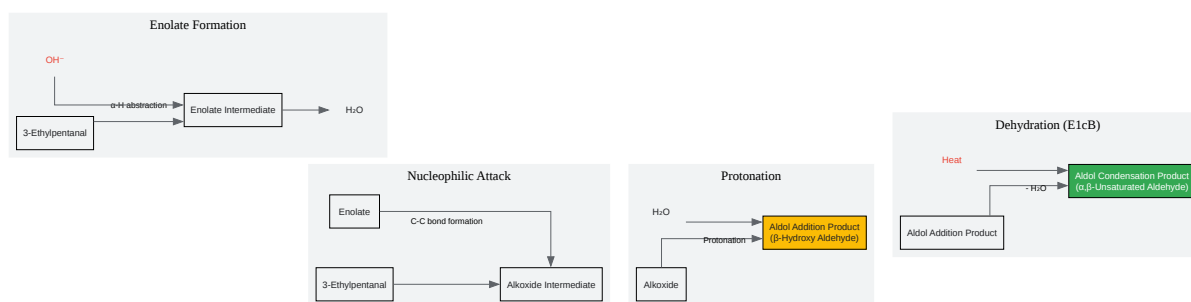 Enolate Formation
OH⁻
α-H abstraction
Enolate Intermediate
H₂O
3-Ethylpentanal
Nucleophilic Attack
Enolate
C-C bond formation
3-Ethylpentanal
Alkoxide Intermediate
Protonation
H₂O
Aldol Addition Product
(β-Hydroxy Aldehyde)
Protonation
Alkoxide
Dehydration (E1cB)
Heat
Aldol Condensation Product
(α,β-Unsaturated Aldehyde)
- H₂O
Aldol Addition Product